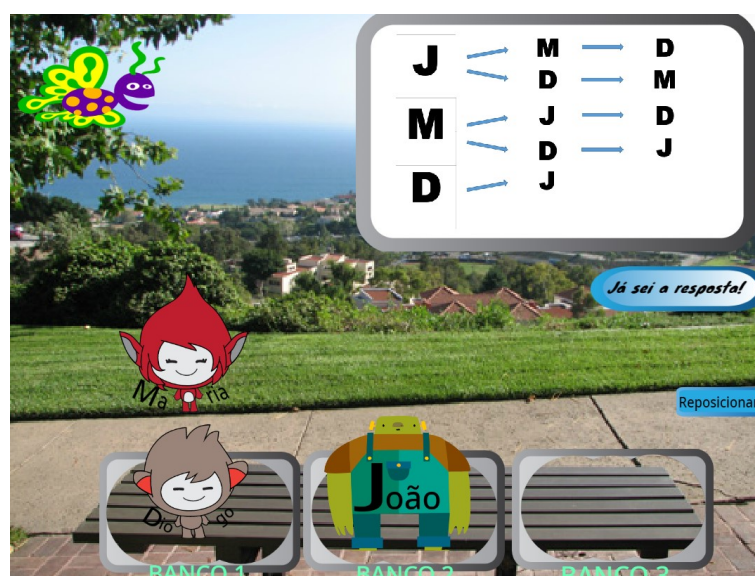 J M D
D M
M J D
D J
D J
Já sei a resposta!
Maria
Reposicionar
Diogo
João
BANCO 1 BANCO 2 BANCO 3